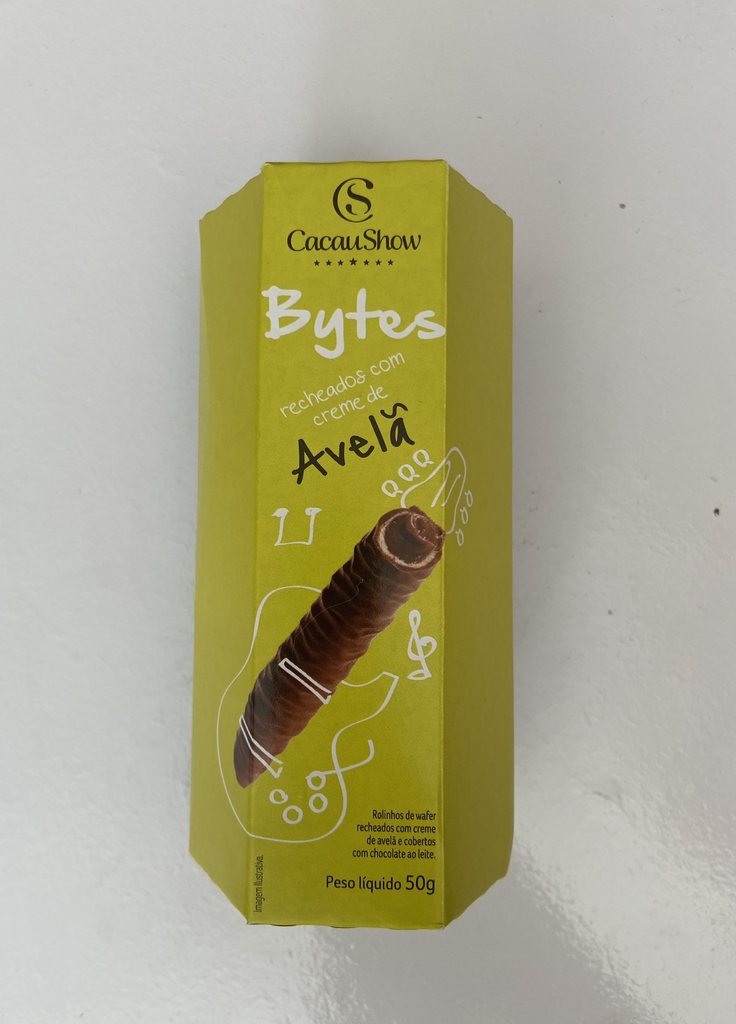 CS
CacauShow
Bytes
recheados com
creme de
Avelã
Rolinhos de wafer
recheados com creme
de avelã e cobertos
com chocolate ao leite.
Peso líquido 50g
Imagem Ilustrativa.